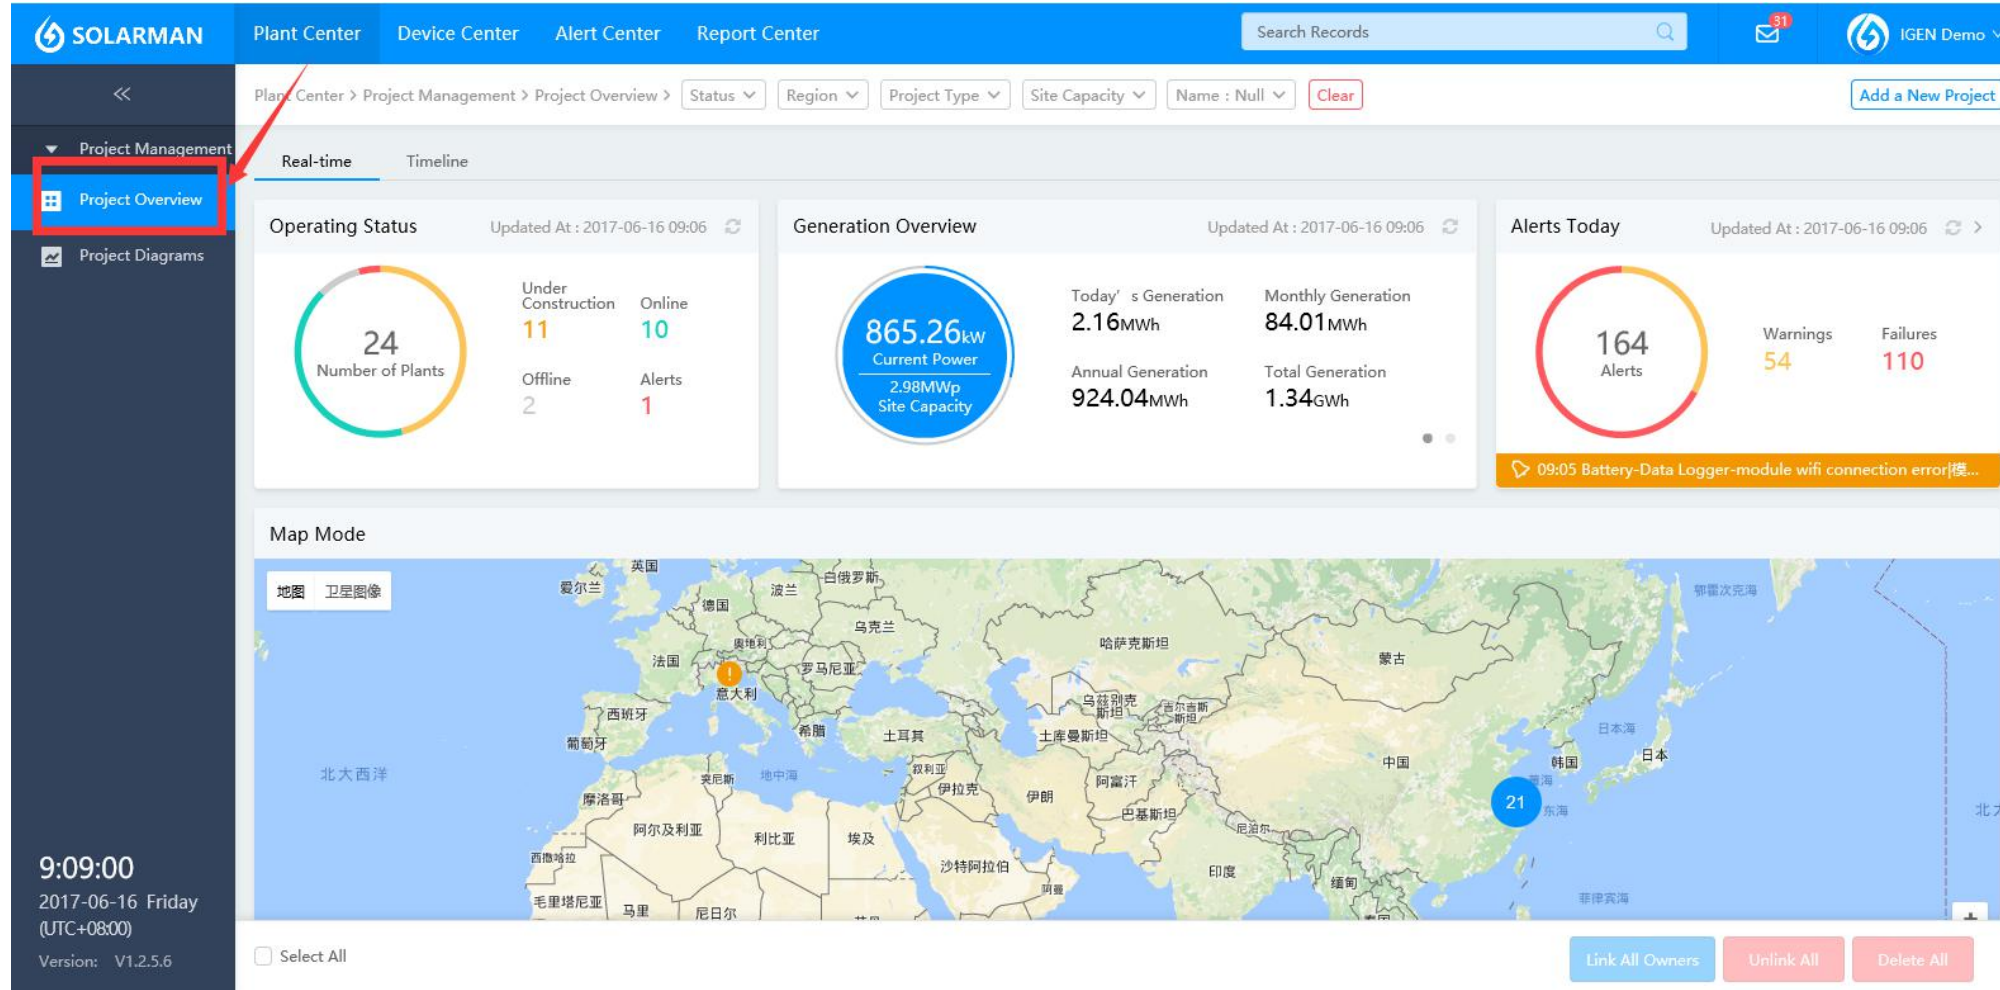 SOLARMAN
Plant Center Device Center Alert Center Report Center
Search Records
31
IGEN Demo
Plant Center > Project Management > Project Overview >
Status
Region
Project Type
Site Capacity
Name : Null
Clear
Add a New Project
Project Management
Project Overview
Project Diagrams
Real-time Timeline
Operating Status Updated At : 2017-06-16 09:06
24
Number of Plants
Under
Construction
11
Online
10
Offline
2
Alerts
1
Generation Overview Updated At : 2017-06-16 09:06
865.26kW
Current Power
2.98MWp
Site Capacity
Today' s Generation
2.16MWh
Monthly Generation
84.01MWh
Annual Generation
924.04MWh
Total Generation
1.34GWh
Alerts Today Updated At : 2017-06-16 09:06 >
164
Alerts
Warnings
54
Failures
110
09:05 Battery-Data Logger-module wifi connection error|模...
Map Mode
地图 卫星图像
英国
爱尔兰
波兰
白俄罗斯
德国
乌克兰
奥地利
法国
罗马尼亚
哈萨克斯坦
蒙古
鄂霍次克海
意大利
西班牙
葡萄牙
希腊
土耳其
乌兹别克
斯坦
吉尔吉斯
斯坦
土库曼斯坦
日本海
日本
韩国
中国
北大西洋
突尼斯
地中海
叙利亚
伊拉克
伊朗
阿富汗
黄海
21
东海
摩洛哥
巴基斯坦
尼泊尔
阿尔及利亚
利比亚
埃及
西撒哈拉
沙特阿拉伯
印度
阿曼
缅甸
毛里塔尼亚
马里
尼日尔
菲律宾海
+
9:09:00
2017-06-16 Friday
(UTC+08:00)
Version: V1.2.5.6
Select All
Link All Owners
Unlink All
Delete All